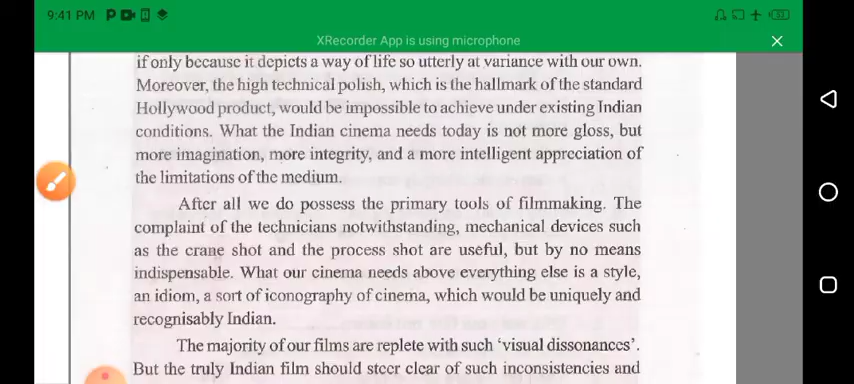 9:41 PM
53
XRecorder App is using microphone
if only because it depicts a way of life so utterly at variance with our own.
Moreover, the high technical polish, which is the hallmark of the standard
Hollywood product, would be impossible to achieve under existing Indian
conditions. What the Indian cinema needs today is not more gloss, but
more imagination, more integrity, and a more intelligent appreciation of
the limitations of the medium.
After all we do possess the primary tools of filmmaking. The
complaint of the technicians notwithstanding, mechanical devices such
as the crane shot and the process shot are useful, but by no means
indispensable. What our cinema needs above everything else is a style,
an idiom, a sort of iconography of cinema, which would be uniquely and
recognisably Indian.
The majority of our films are replete with such 'visual dissonances'.
But the truly Indian film should steer clear of such inconsistencies and